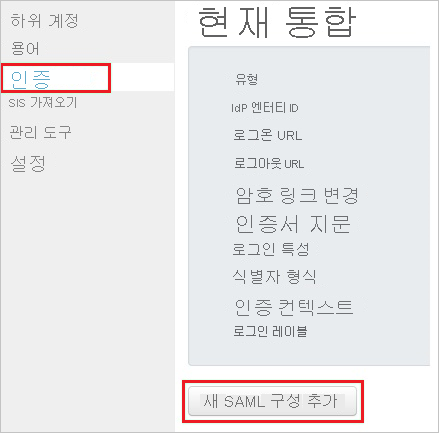 하위 계정
용어
인증
SIS 가져오기
관리 도구
설정
현재 통합
유형
IdP 엔터티 ID
로그온 URL
로그아웃 URL
암호 링크 변경
인증서 지문
로그인 특성
식별자 형식
인증 컨텍스트
로그인 레이블
새 SAML 구성 추가